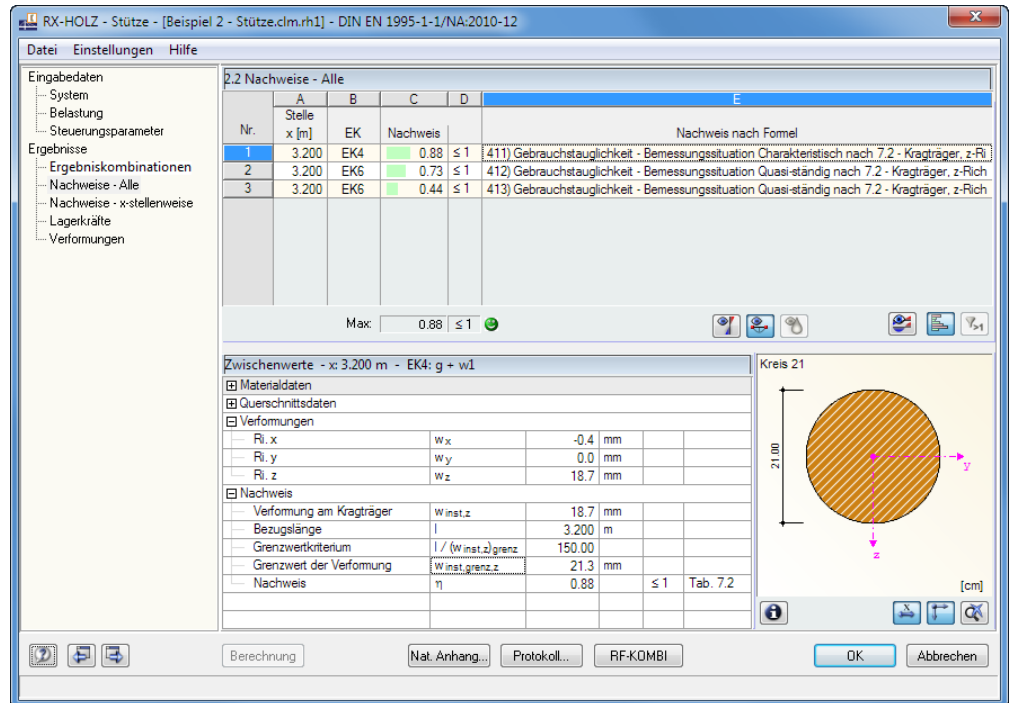 RX-HOLZ - Stütze - [Beispiel 2 - Stütze.clm.rh1] - DIN EN 1995-1-1/NA:2010-12
Datei Einstellungen Hilfe
Eingabedaten
System
Belastung
Steuerungsparameter
Ergebnisse
Ergebniskombinationen
Nachweise - Alle
Nachweise - x-stellenweise
Lagerkräfte
Verformungen
2.2 Nachweise - Alle
A B C D E
Nr. Stelle x [m] EK Nachweis Nachweis nach Formel
1 3.200 EK4 0.88 ≤ 1 411) Gebrauchstauglichkeit - Bemessungssituation Charakteristisch nach 7.2 - Kragträger, z-Ri
2 3.200 EK6 0.73 ≤ 1 412) Gebrauchstauglichkeit - Bemessungssituation Quasi-ständig nach 7.2 - Kragträger, z-Rich
3 3.200 EK6 0.44 ≤ 1 413) Gebrauchstauglichkeit - Bemessungssituation Quasi-ständig nach 7.2 - Kragträger, z-Rich
Max: 0.88 ≤ 1
>1
Zwischenwerte - x: 3.200 m - EK4: g + w1
Materialdaten
Querschnittsdaten
Verformungen
Ri. x wx -0.4 mm
Ri. y wy 0.0 mm
Ri. z wz 18.7 mm
Nachweis
Verformung am Kragträger w inst,z 18.7 mm
Bezugslänge l 3.200 m
Grenzwertkriterium l / (w inst,z)grenz 150.00
Grenzwert der Verformung w inst,grenz,z 21.3 mm
Nachweis η 0.88 ≤ 1 Tab. 7.2
Kreis 21
21.00
y
z
[cm]
Berechnung Nat. Anhang... Protokoll... RF-KOMBI OK Abbrechen